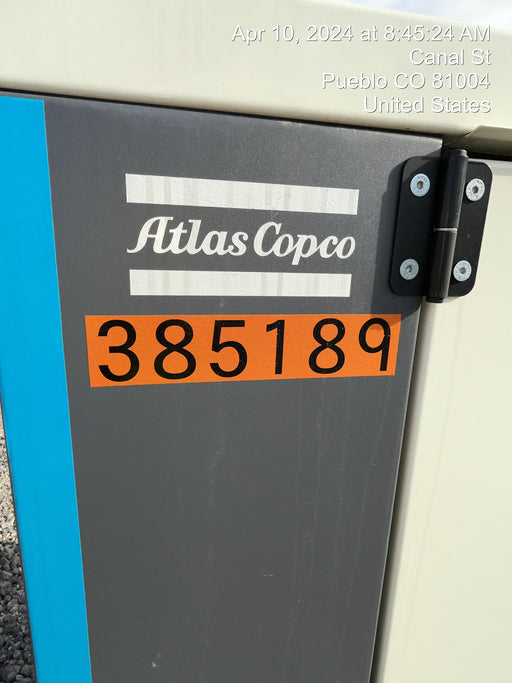 Apr 10, 2024 at 8:45:24 AM
Canal St
Pueblo CO 81004
United States
Atlas Copco
385189